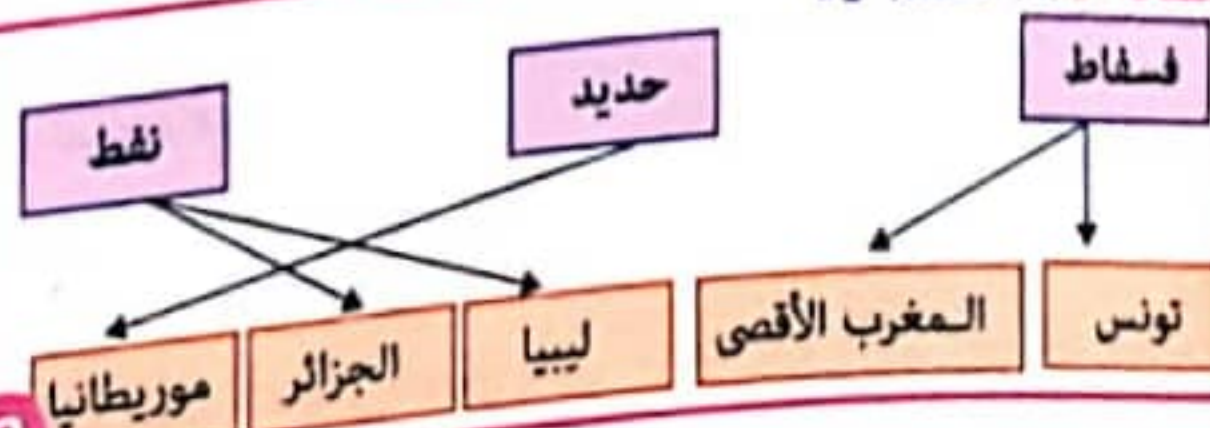 فسفاط
حديد
نفط
تونس
المغرب الأقصى
ليبيا
الجزائر
موريطانيا